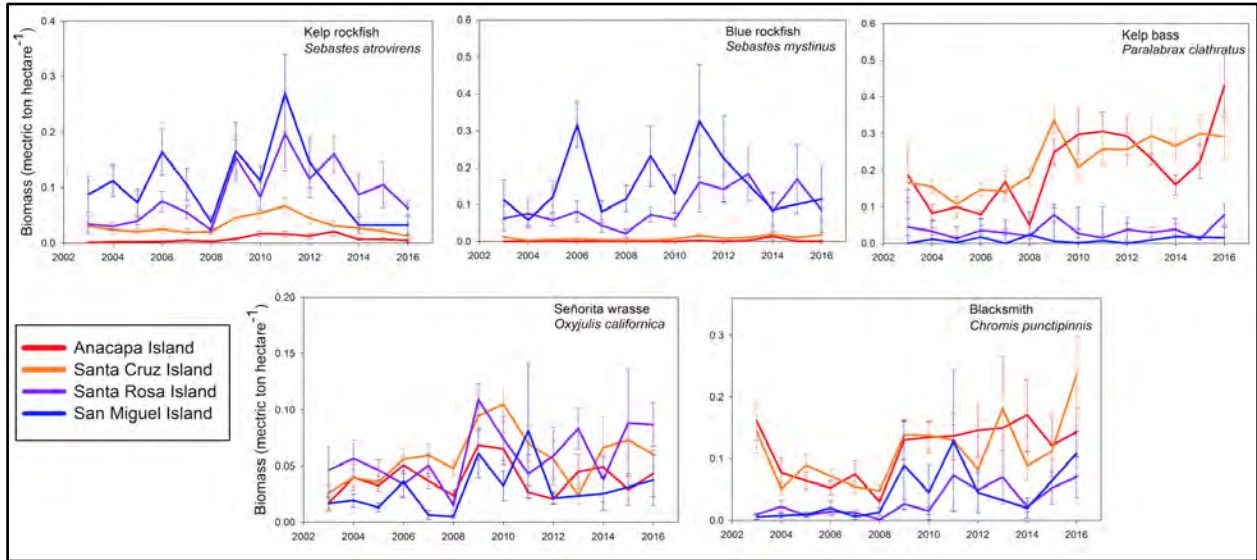 Kelp rockfish
Sebastes atrovirens
Biomass (mectric ton hectare-1)
0.4
0.3
0.2
0.1
0.0
2002 2004 2006 2008 2010 2012 2014 2016
Blue rockfish
Sebastes mystinus
0.6
0.5
0.4
0.3
0.2
0.1
0.0
2002 2004 2006 2008 2010 2012 2014 2016
Kelp bass
Paralabrax clathratus
0.6
0.5
0.4
0.3
0.2
0.1
0.0
2002 2004 2006 2008 2010 2012 2014 2016
Anacapa Island
Santa Cruz Island
Santa Rosa Island
San Miguel Island
Señorita wrasse
Oxyjulis californica
Biomass (mectric ton hectare-1)
0.20
0.15
0.10
0.05
0.00
2002 2004 2006 2008 2010 2012 2014 2016
Blacksmith
Chromis punctipinnis
0.3
0.2
0.1
0.0
2002 2004 2006 2008 2010 2012 2014 2016